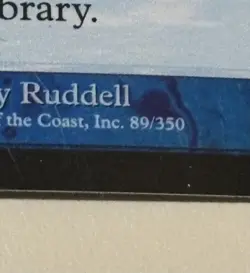 brary.
y Ruddell
f the Coast, Inc. 89/350